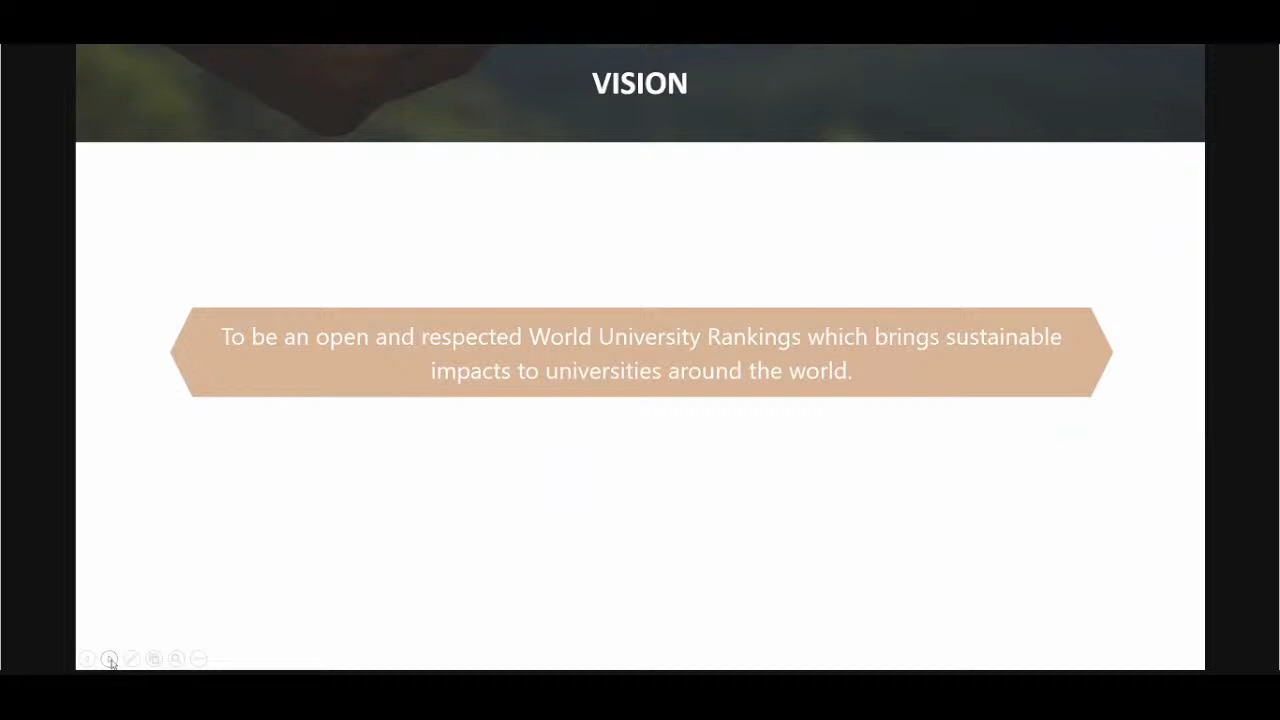 VISION
To be an open and respected World University Rankings which brings sustainable
impacts to universities around the world.